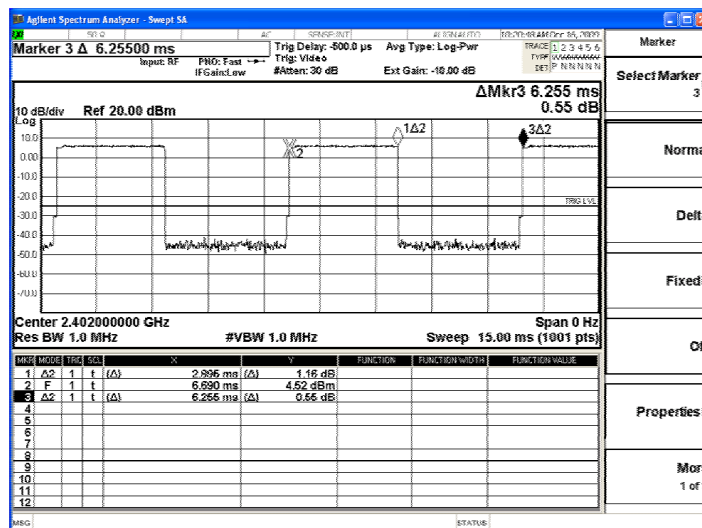 Agilent Spectrum Analyzer - Swept SA
50 Ω AC SENSE:INT ALIGNAUTO 2009
Marker 3 Δ 6.25500 ms
Input: RF PNO: Fast
IFGain:Low
Trig Delay: -500.0 µs
Trig: Video
#Atten: 30 dB
Avg Type: Log-Pwr
Ext Gain: -10.00 dB
TRACE 1 2 3 4 5 6
TYPE
DET P N N N N N
ΔMkr3 6.255 ms
0.55 dB
10 dB/div Ref 20.00 dBm
Log
1Δ2
3Δ2
10.0
2
0.00
-10.0
-20.0
TRIG LVL
-30.0
-40.0
-50.0
-60.0
-70.0
Center 2.402000000 GHz
Span 0 Hz
Res BW 1.0 MHz
#VBW 1.0 MHz
Sweep 15.00 ms (1001 pts)
MKR MODE TRC SCL X Y FUNCTION FUNCTION WIDTH FUNCTION VALUE
1 Δ2 1 t (Δ) 2.895 ms (Δ) 1.16 dB
2 F 1 t 6.690 ms 4.52 dBm
3 Δ2 1 t (Δ) 6.255 ms (Δ) 0.55 dB
4
5
6
7
8
9
10
11
12
MSG
STATUS
Marker
Select Marker
3
Norma
Delt
Fixed
Of
Properties
Mor
1 of